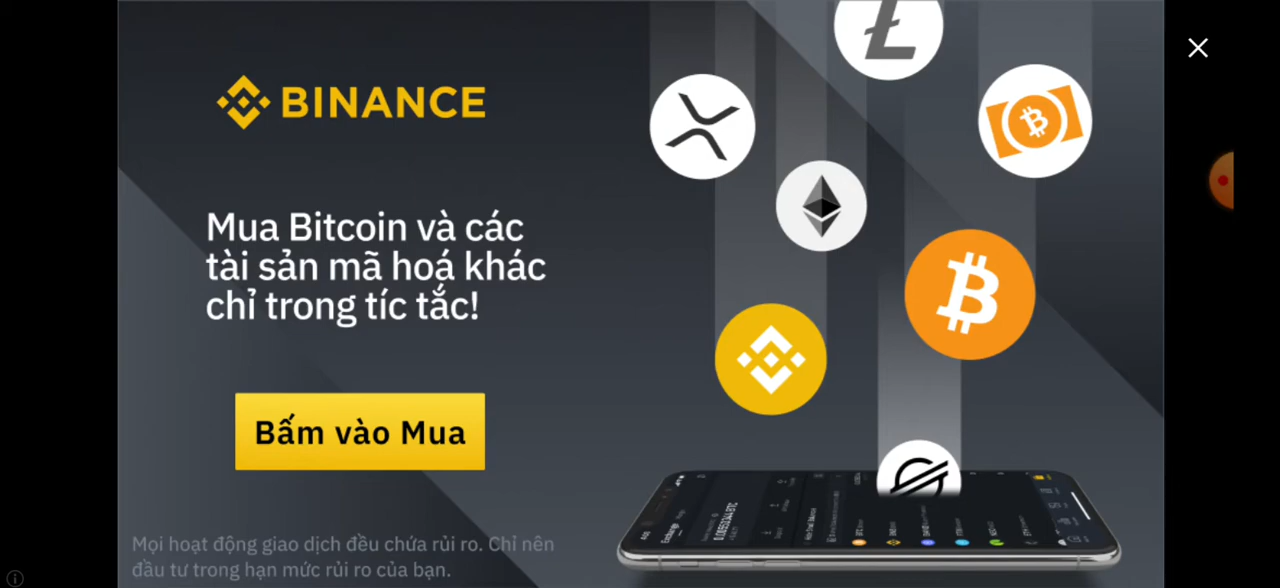 BINANCE
Mua Bitcoin và các
tài sản mã hoá khác
chỉ trong tíc tắc!
Bấm vào Mua
Mọi hoạt động giao dịch đều chứa rủi ro. Chỉ nên
đầu tư trong hạn mức rủi ro của bạn.